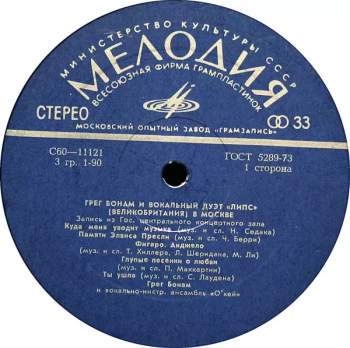 МИНИСТЕРСТВО КУЛЬТУРЫ СССР
МЕЛОДИЯ
ВСЕСОЮЗНАЯ ФИРМА ГРАМПЛАСТИНОК
СТЕРЕО
33
МОСКОВСКИЙ ОПЫТНЫЙ ЗАВОД «ГРАМЗАПИСЬ»
С60—11121
ГОСТ 5289-73
3 гр. 1-90
1 сторона
ГРЕГ БОНАМ И ВОКАЛЬНЫЙ ДУЭТ «ЛИПС»
(ВЕЛИКОБРИТАНИЯ) В МОСКВЕ
Запись из Гос. центрального концертного зала
Куда меня уводит музыка (муз. и сл. Н. Седака)
Памяти Элвиса Пресли (муз. и сл. Ч. Берри)
Фигаро. Анджело
(муз. и сл. Т. Хиллера, Л. Шеридана, М. Ли)
Глупые песенки о любви
(муз. и сл. П. Маккартни)
Ты ушла (муз. и сл. С. Лаудена)
Грег Бонам
и вокально-инстр. ансамбль «О'кей»